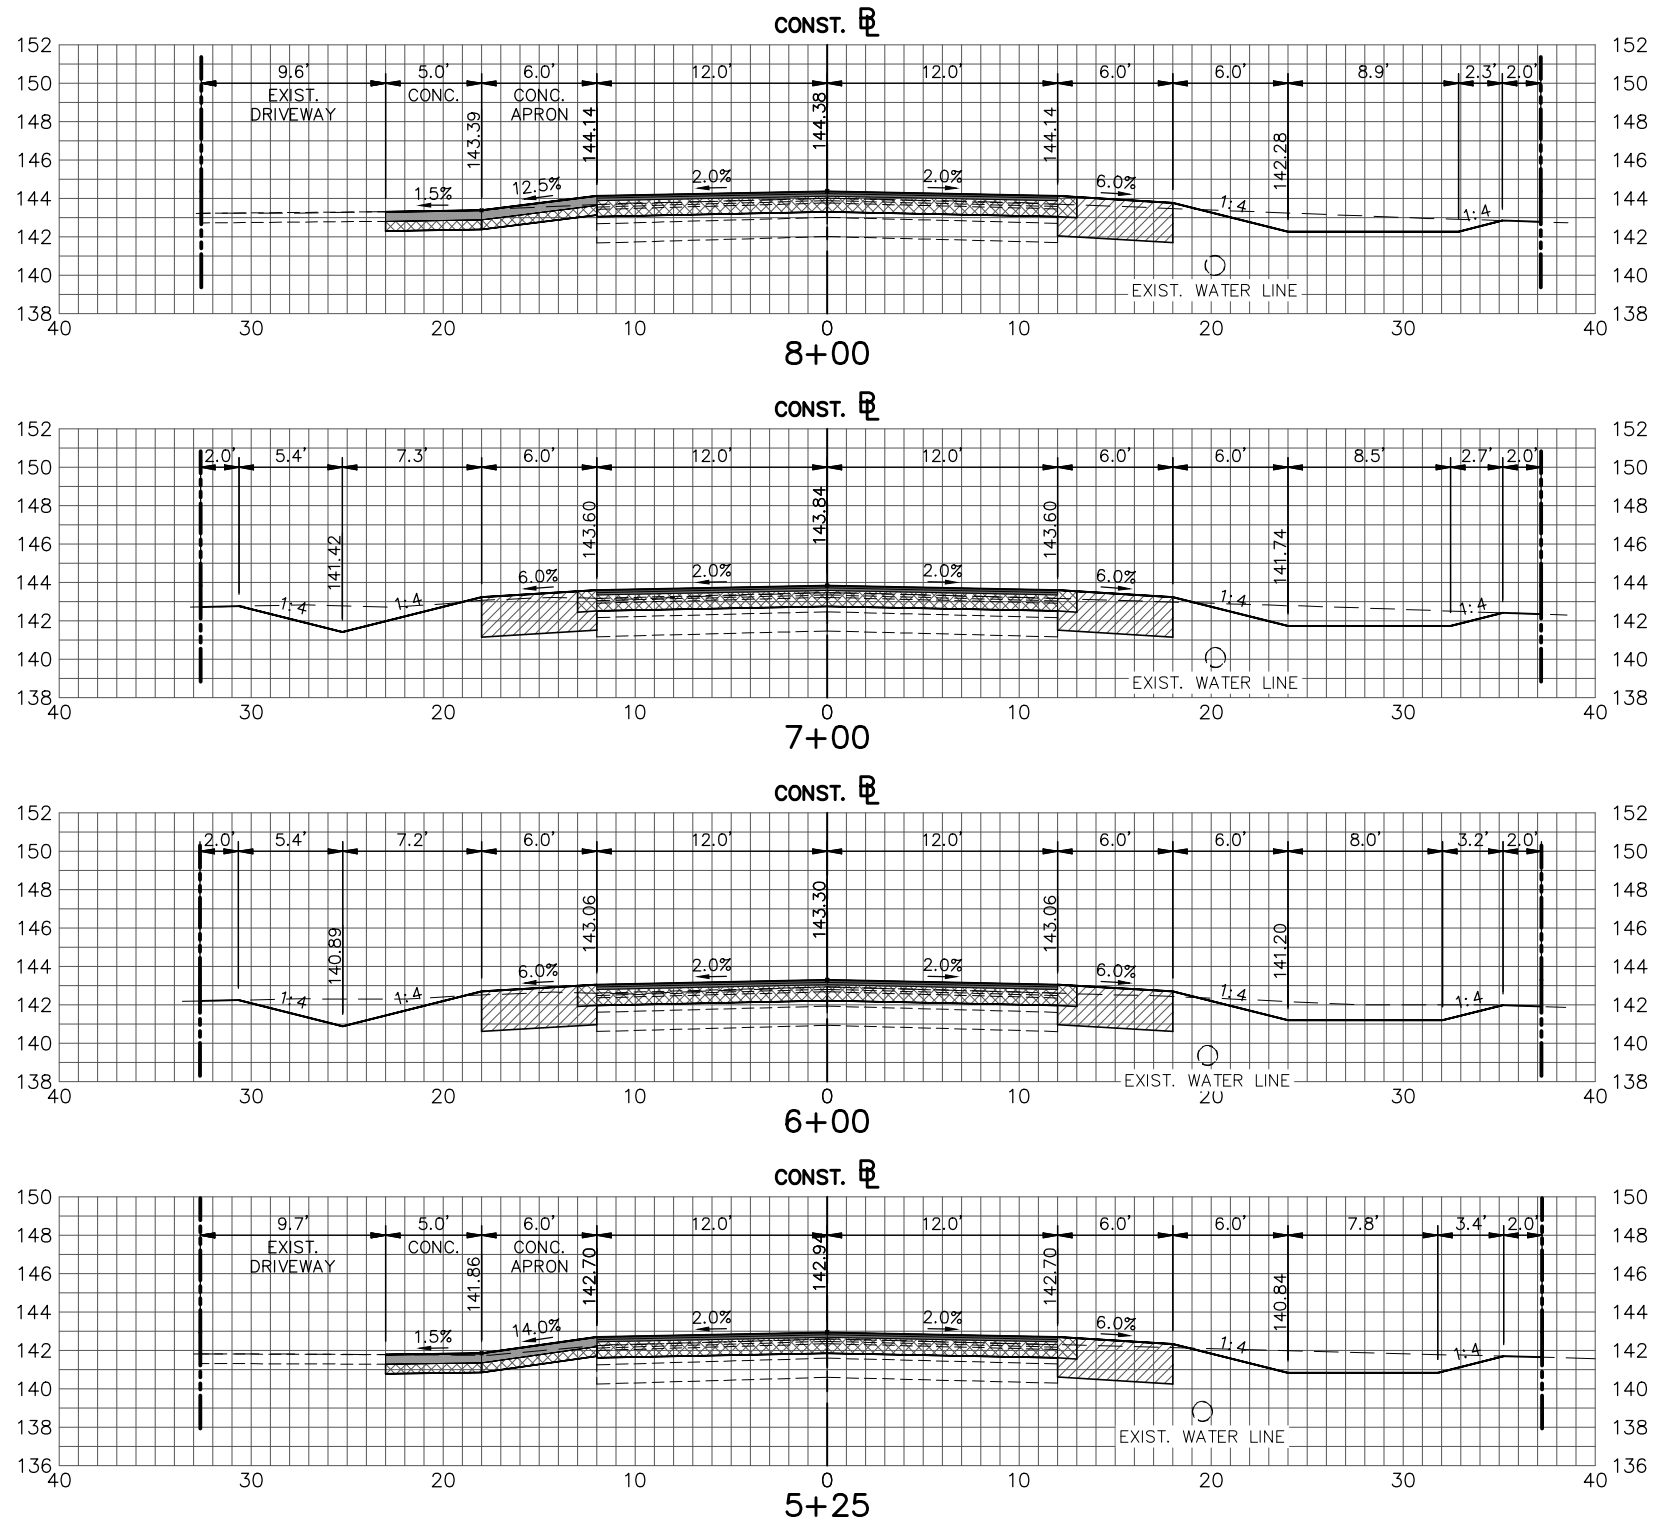 CONST. BL
152 152
9.6' 5.0' 6.0' 12.0' 12.0' 6.0' 6.0' 8.9' 2.3' 2.0'
150 150
EXIST. DRIVEWAY CONC. CONC. APRON
148 148
143.39 144.14 144.38 144.14 142.28
146 146
1.5% 12.5% 2.0% 2.0% 6.0%
144 144
1:4 1:4
142 142
140 140
EXIST. WATER LINE
138 138
40 30 20 10 0 10 20 30 40
8+00
CONST. BL
152 152
2.0' 5.4' 7.3' 6.0' 12.0' 12.0' 6.0' 6.0' 8.5' 2.7' 2.0'
150 150
148 148
141.42 143.60 143.84 143.60 141.74
146 146
6.0% 2.0% 2.0% 6.0%
144 144
1:4 1:4 1:4 1:4
142 142
140 140
EXIST. WATER LINE
138 138
40 30 20 10 0 10 20 30 40
7+00
CONST. BL
152 152
2.0' 5.4' 7.2' 6.0' 12.0' 12.0' 6.0' 6.0' 8.0' 3.2' 2.0'
150 150
148 148
140.89 143.06 143.30 143.06 141.20
146 146
6.0% 2.0% 2.0% 6.0%
144 144
1:4 1:4 1:4 1:4
142 142
140 140
EXIST. WATER LINE
138 138
40 30 20 10 0 10 20 30 40
6+00
CONST. BL
150 150
9.7' 5.0' 6.0' 12.0' 12.0' 6.0' 6.0' 7.8' 3.4' 2.0'
148 148
EXIST. DRIVEWAY CONC. CONC. APRON
146 146
141.86 142.70 142.94 142.70 140.84
144 144
1.5% 14.0% 2.0% 2.0% 6.0%
142 142
1:4 1:4
140 140
138 138
EXIST. WATER LINE
136 136
40 30 20 10 0 10 20 30 40
5+25